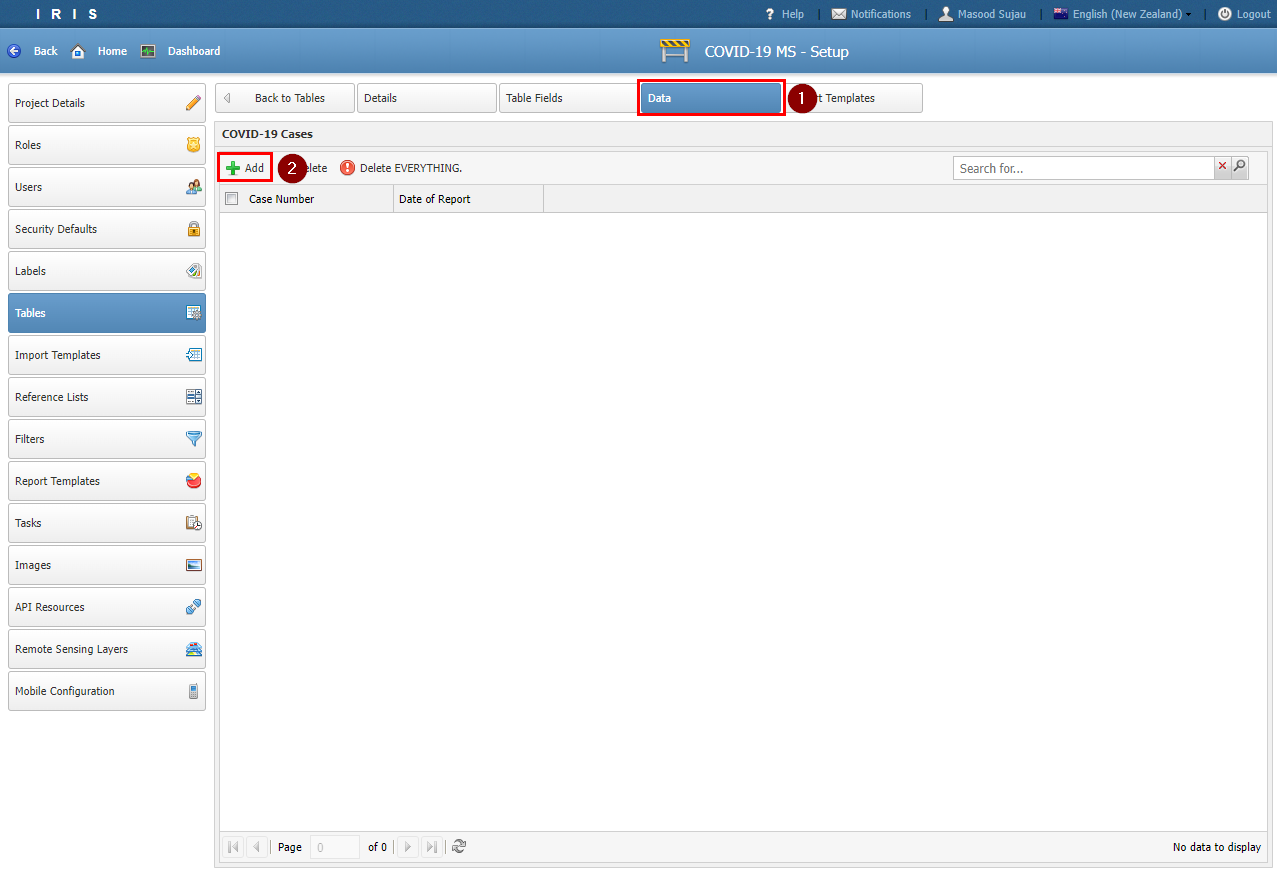 I R I S
? Help | Notifications | Masood Sujau | English (New Zealand) | Logout
Back Home Dashboard
COVID-19 MS - Setup
Project Details
Roles
Users
Security Defaults
Labels
Tables
Import Templates
Reference Lists
Filters
Report Templates
Tasks
Images
API Resources
Remote Sensing Layers
Mobile Configuration
Back to Tables Details Table Fields Data 1 t Templates
COVID-19 Cases
Add 2 elete Delete EVERYTHING. Search for...
Case Number Date of Report
Page 0 of 0 No data to display